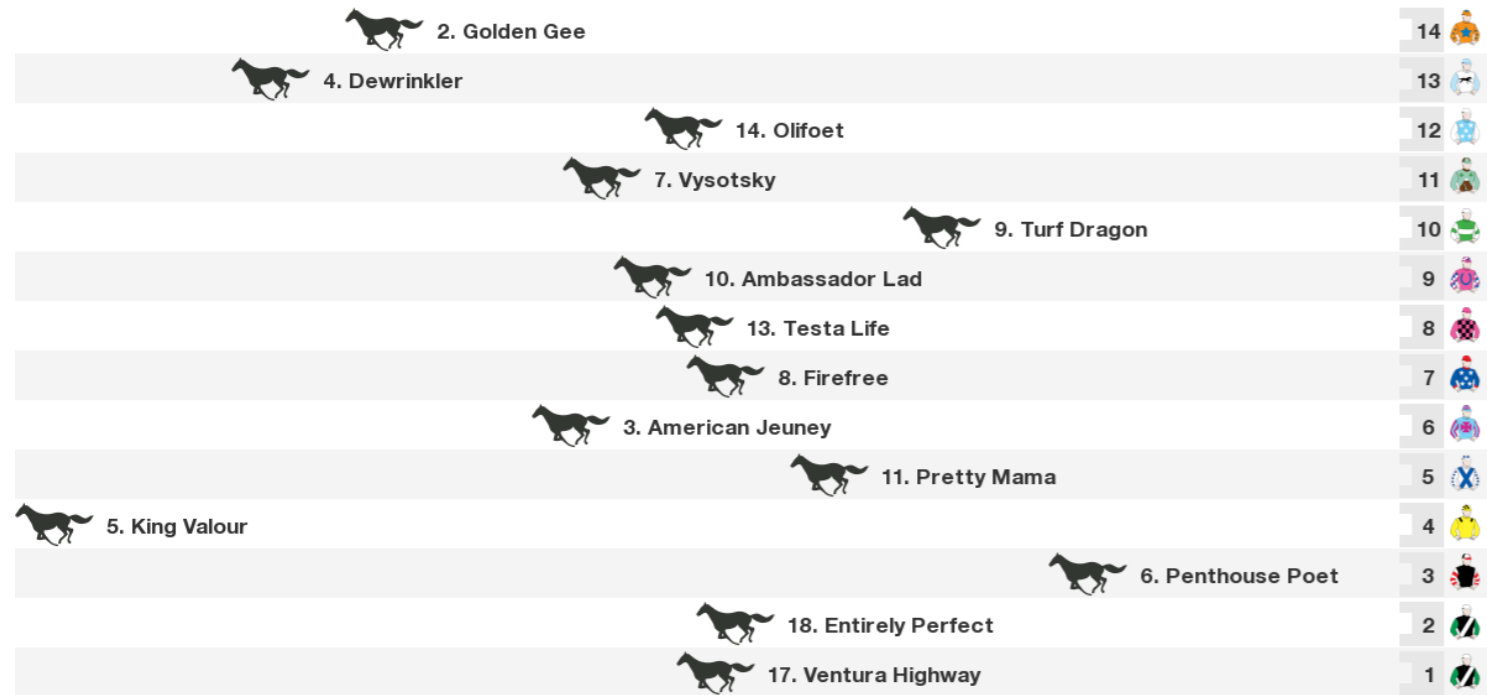 2. Golden Gee 14
4. Dewrinkler 13
14. Olifoet 12
7. Vysotsky 11
9. Turf Dragon 10
10. Ambassador Lad 9
13. Testa Life 8
8. Firefree 7
3. American Jeuney 6
11. Pretty Mama 5
5. King Valour 4
6. Penthouse Poet 3
18. Entirely Perfect 2
17. Ventura Highway 1